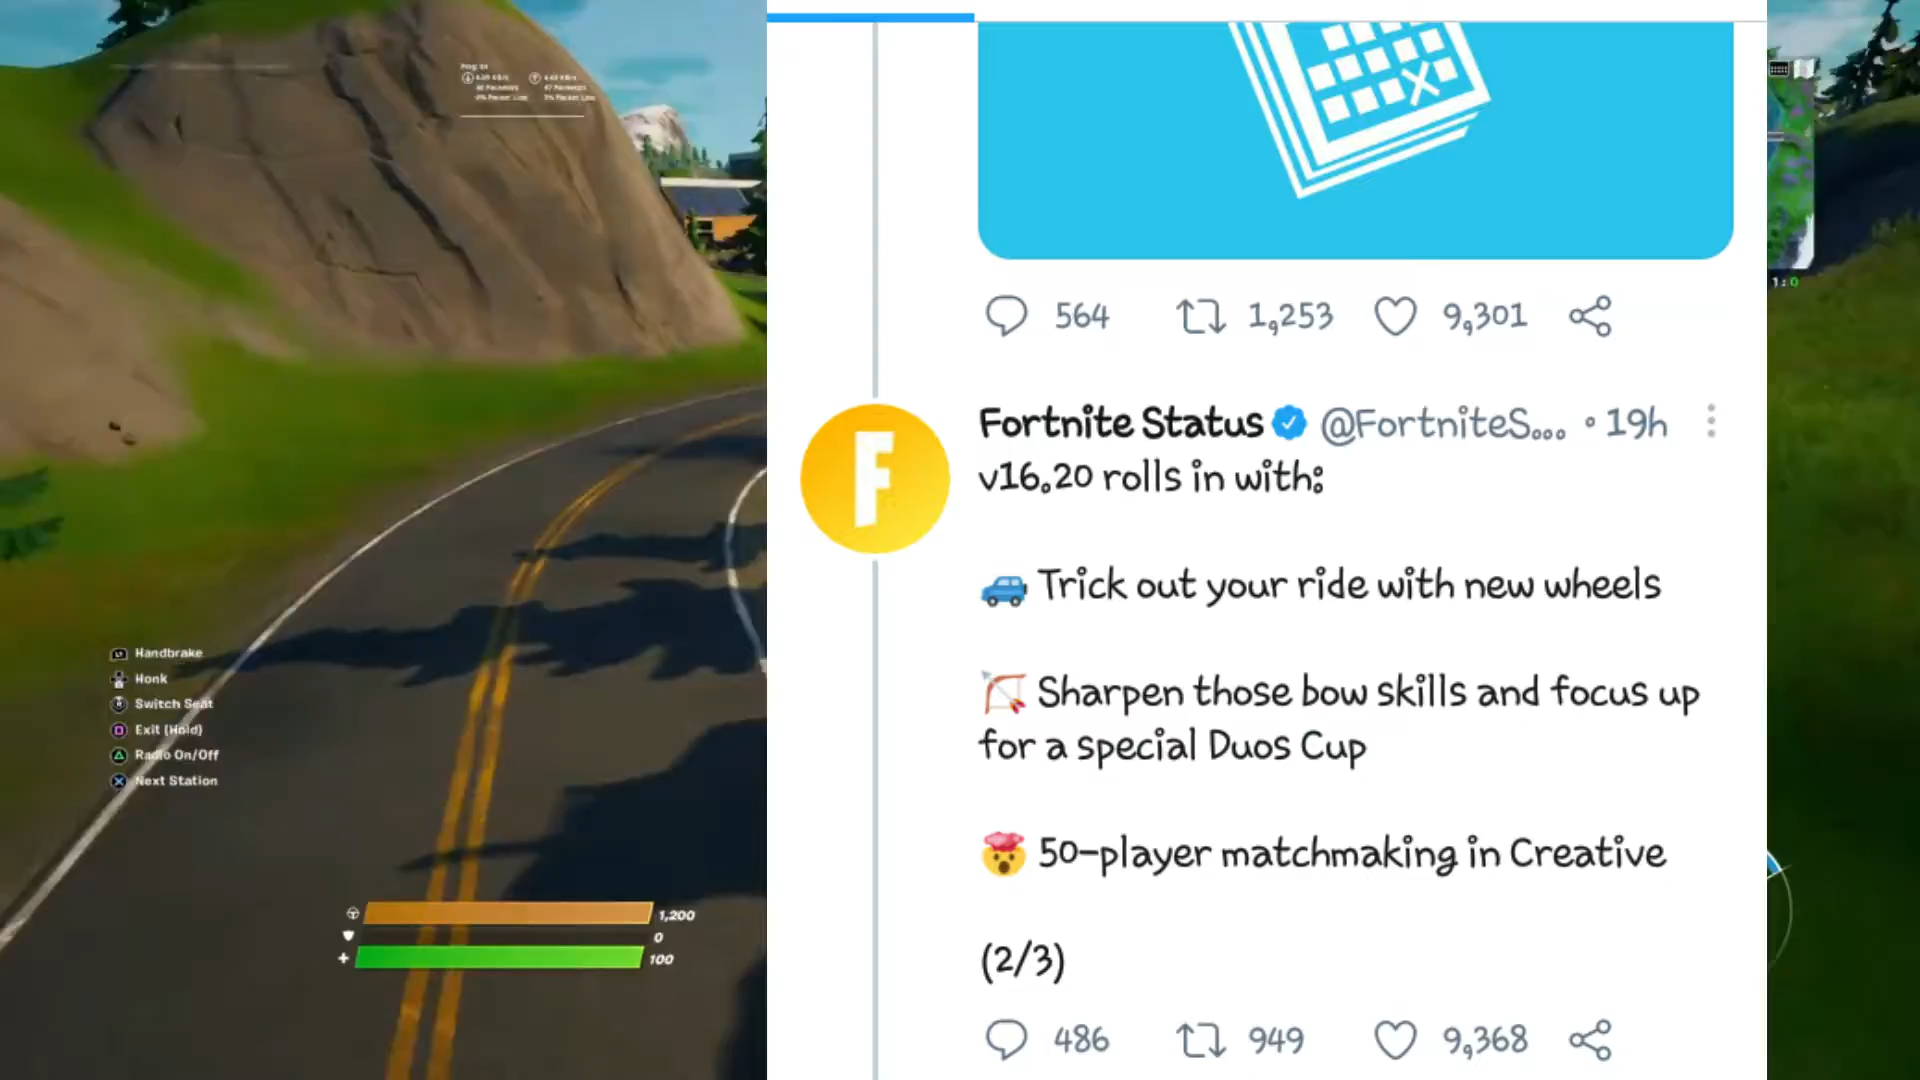 564 1,253 9,301
Fortnite Status @FortniteS... • 19h
v16.20 rolls in with:
Trick out your ride with new wheels
Sharpen those bow skills and focus up
for a special Duos Cup
50-player matchmaking in Creative
(2/3)
486 949 9,368
Handbrake
Honk
Switch Seat
Exit (Hold)
Radio On/Off
Next Station
1,200
0
100